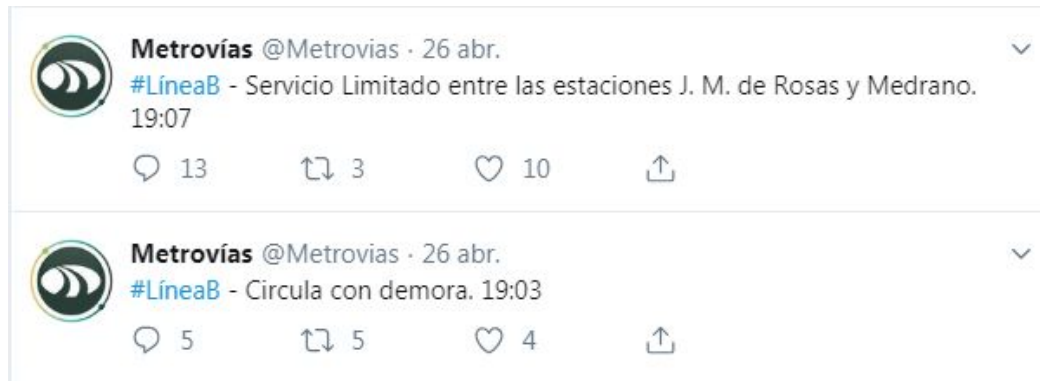 Metrovías @Metrovias · 26 abr.
#LíneaB - Servicio Limitado entre las estaciones J. M. de Rosas y Medrano.
19:07
13 3 10
Metrovías @Metrovias · 26 abr.
#LíneaB - Circula con demora. 19:03
5 5 4